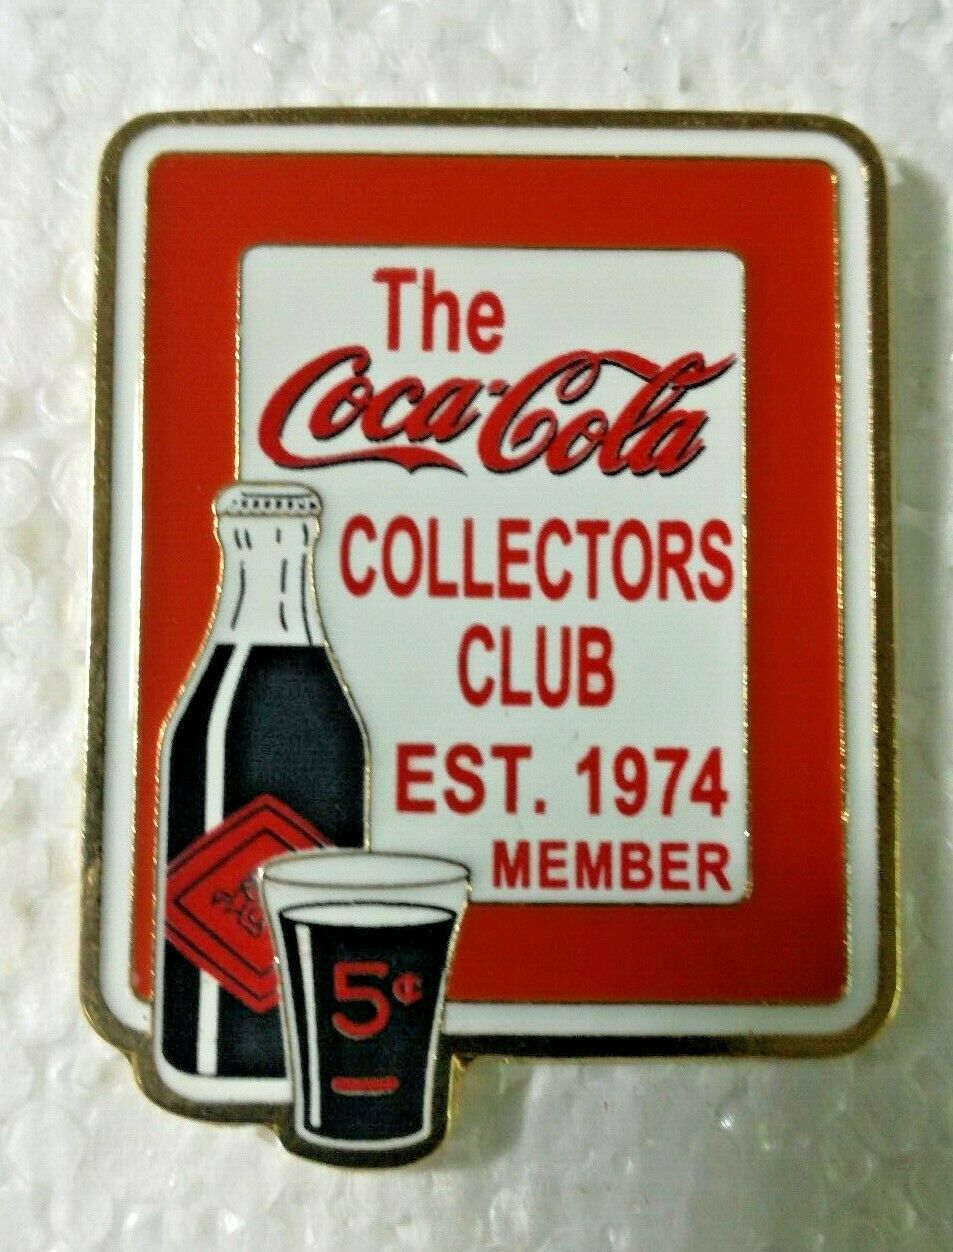 The
Coca-Cola
COLLECTORS
CLUB
EST. 1974
MEMBER
5¢